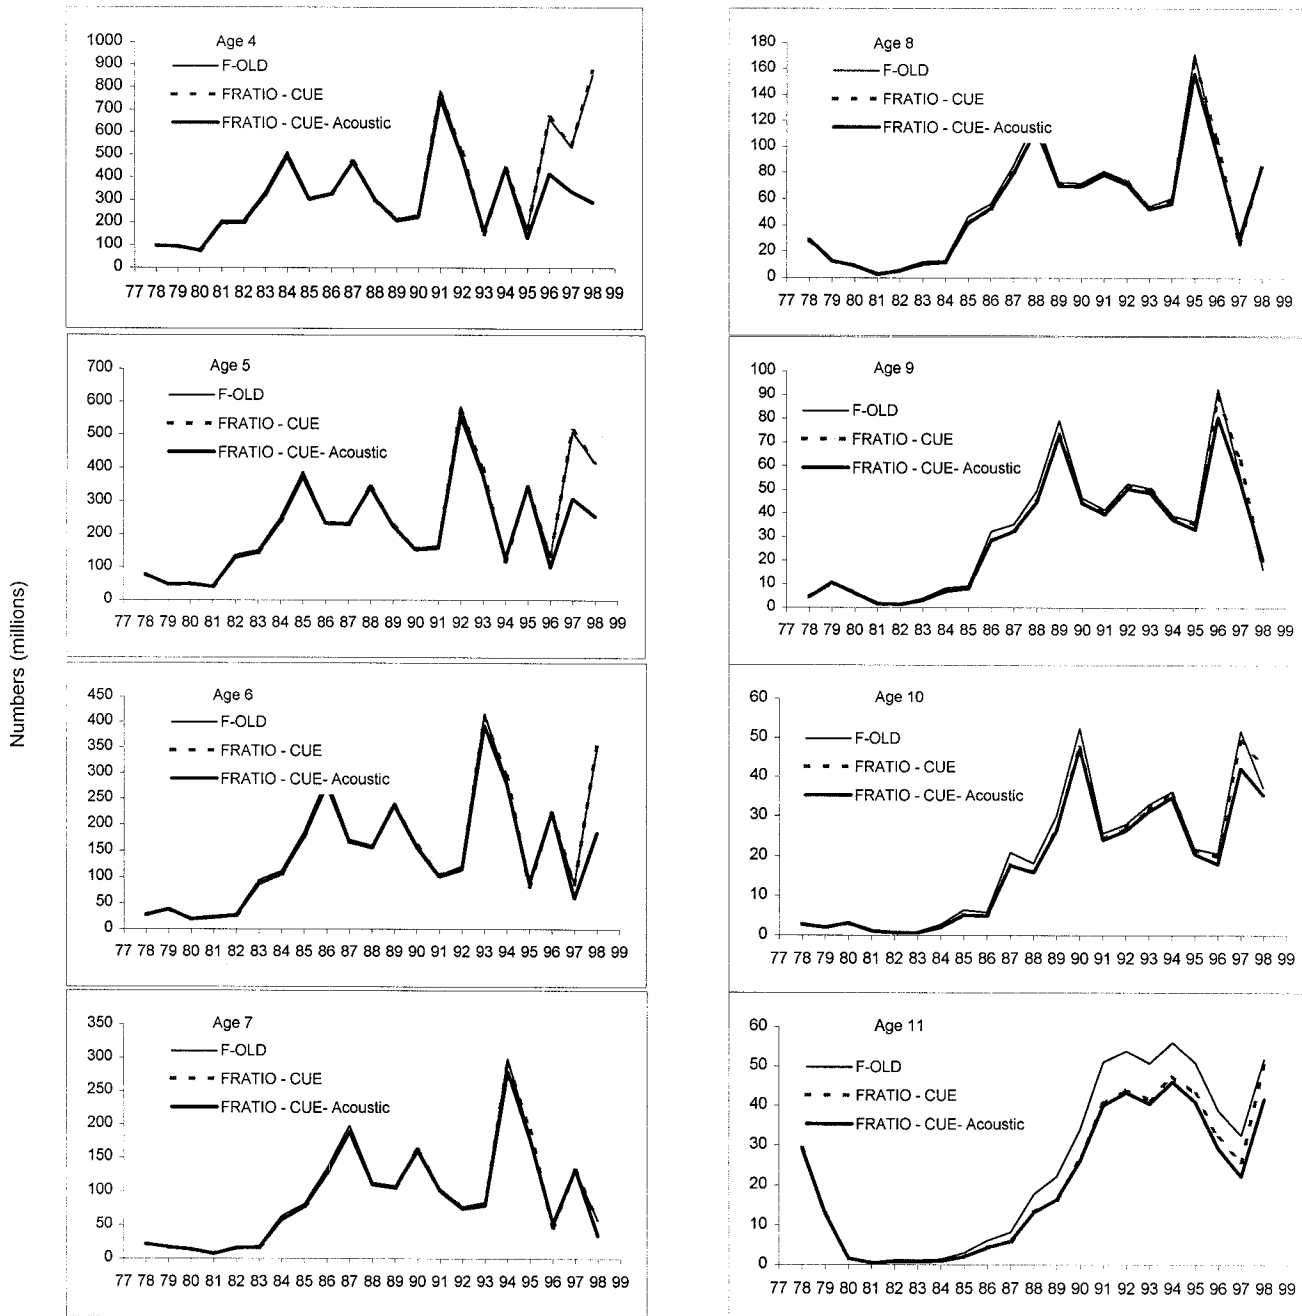 Numbers (millions)
Age 4
F-OLD
FRATIO - CUE
FRATIO - CUE- Acoustic
1000
900
800
700
600
500
400
300
200
100
0
77 78 79 80 81 82 83 84 85 86 87 88 89 90 91 92 93 94 95 96 97 98 99
Age 5
F-OLD
FRATIO - CUE
FRATIO - CUE- Acoustic
700
600
500
400
300
200
100
0
77 78 79 80 81 82 83 84 85 86 87 88 89 90 91 92 93 94 95 96 97 98 99
Age 6
F-OLD
FRATIO - CUE
FRATIO - CUE- Acoustic
450
400
350
300
250
200
150
100
50
0
77 78 79 80 81 82 83 84 85 86 87 88 89 90 91 92 93 94 95 96 97 98 99
Age 7
F-OLD
FRATIO - CUE
FRATIO - CUE- Acoustic
350
300
250
200
150
100
50
0
77 78 79 80 81 82 83 84 85 86 87 88 89 90 91 92 93 94 95 96 97 98 99
Age 8
F-OLD
FRATIO - CUE
FRATIO - CUE- Acoustic
180
160
140
120
100
80
60
40
20
0
77 78 79 80 81 82 83 84 85 86 87 88 89 90 91 92 93 94 95 96 97 98 99
Age 9
F-OLD
FRATIO - CUE
FRATIO - CUE- Acoustic
100
90
80
70
60
50
40
30
20
10
0
77 78 79 80 81 82 83 84 85 86 87 88 89 90 91 92 93 94 95 96 97 98 99
Age 10
F-OLD
FRATIO - CUE
FRATIO - CUE- Acoustic
60
50
40
30
20
10
0
77 78 79 80 81 82 83 84 85 86 87 88 89 90 91 92 93 94 95 96 97 98 99
Age 11
F-OLD
FRATIO - CUE
FRATIO - CUE- Acoustic
60
50
40
30
20
10
0
77 78 79 80 81 82 83 84 85 86 87 88 89 90 91 92 93 94 95 96 97 98 99